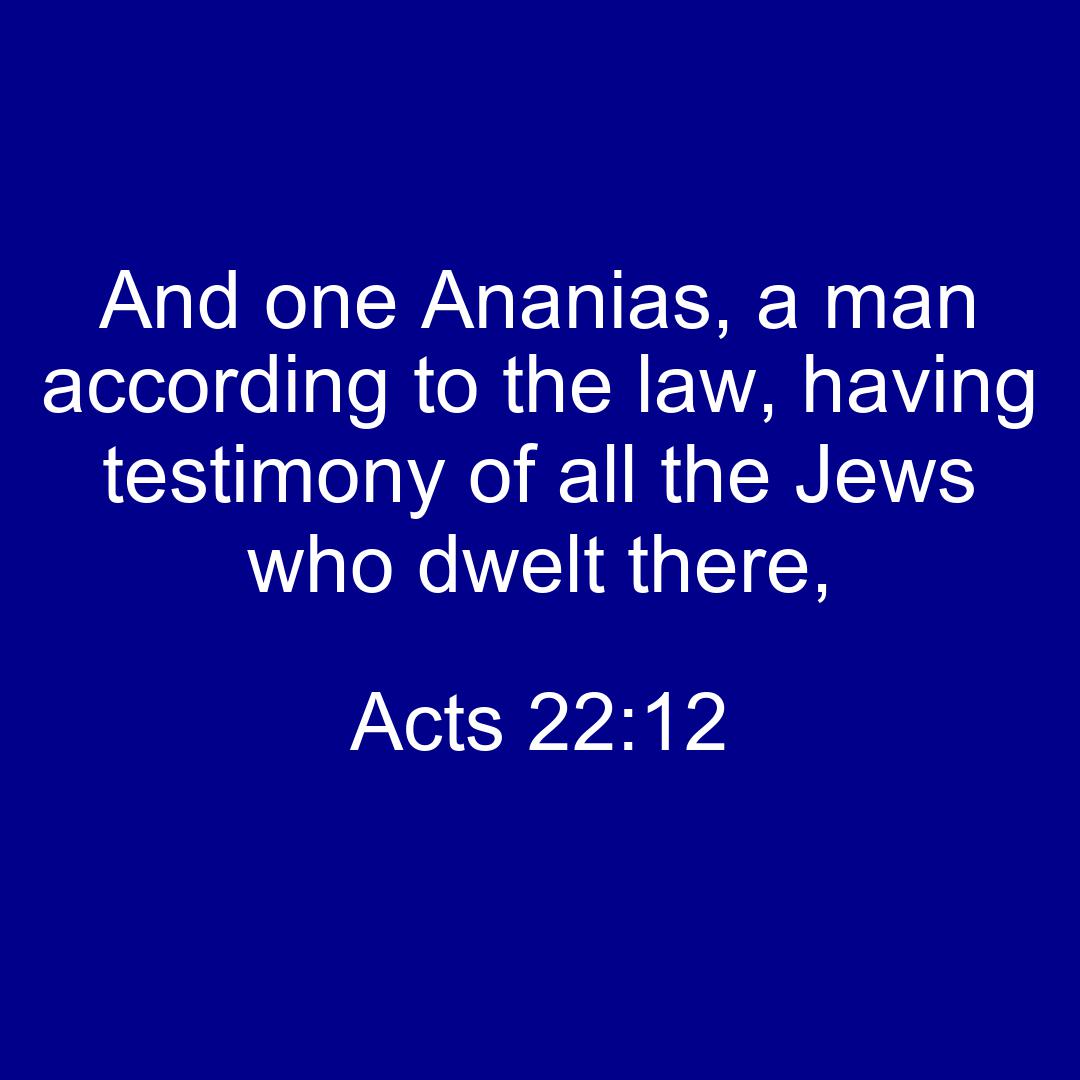 And one Ananias, a man
according to the law, having
testimony of all the Jews
who dwelt there,
Acts 22:12